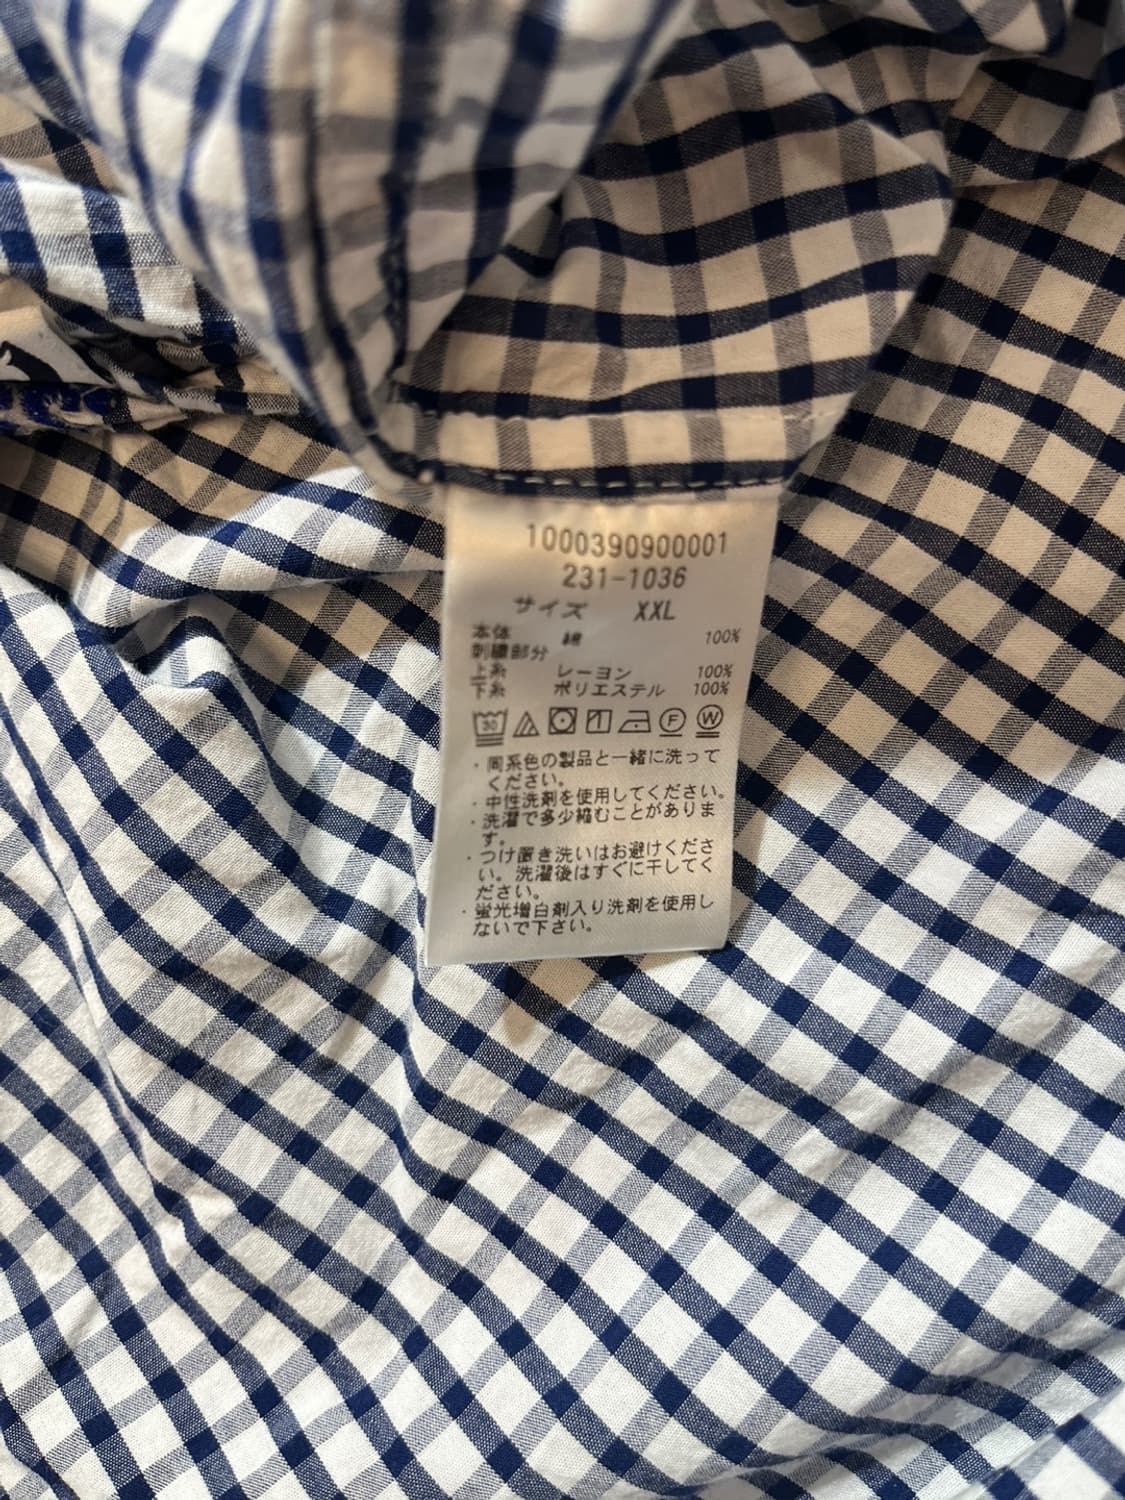 1000390900001
231-1036
サイズ XXL
本体 綿 100%
刺繍部分
上糸 レーヨン 100%
下糸 ポリエステル 100%
30 F W
・同系色の製品と一緒に洗って
ください。
・中性洗剤を使用してください。
・洗濯で多少縮むことがありま
す。
・つけ置き洗いはお避けくださ
い。洗濯後はすぐに干してく
ださい。
・蛍光増白剤入り洗剤を使用し
ないで下さい。